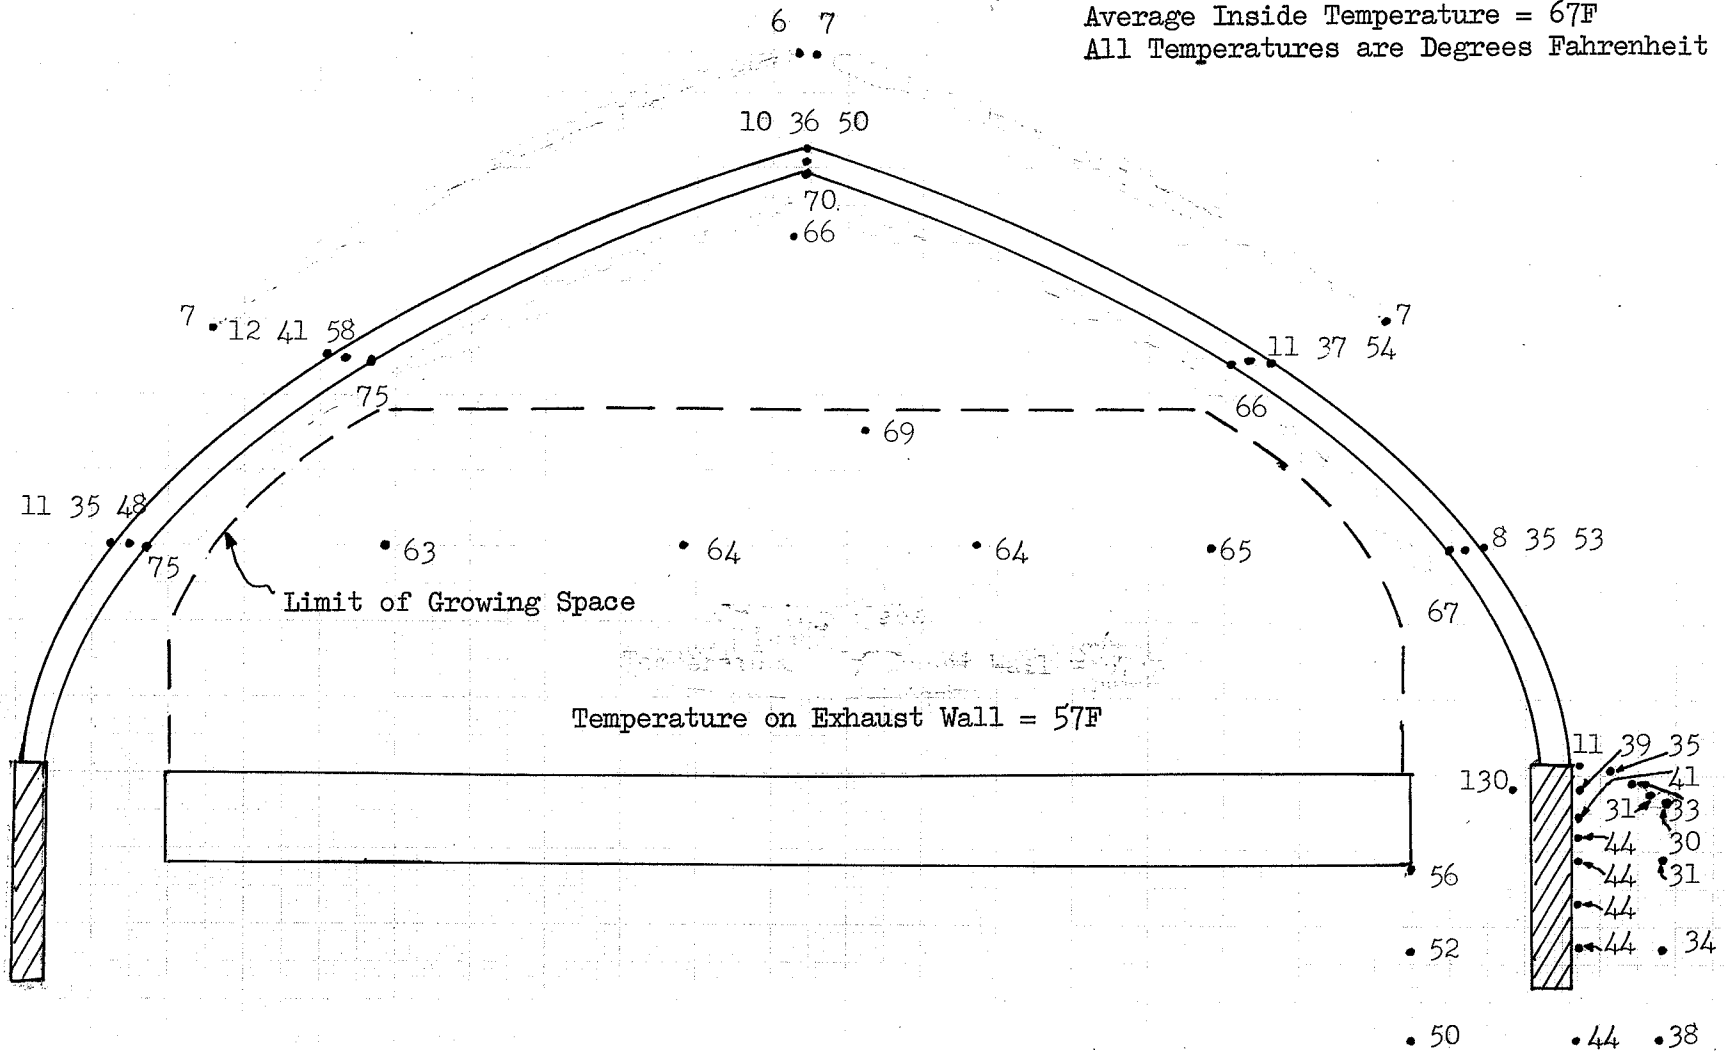 Average Inside Temperature = 67F
All Temperatures are Degrees Fahrenheit
6 7
10 36 50
70
66
7
12 41 58
75
7
11 37 54
66
69
11 35 48
75
63
64
64
65
8 35 53
67
Limit of Growing Space
Temperature on Exhaust Wall = 57F
11 39 35
130
41
31 33
44 30
56
44 31
44
52
44 34
50
44 38